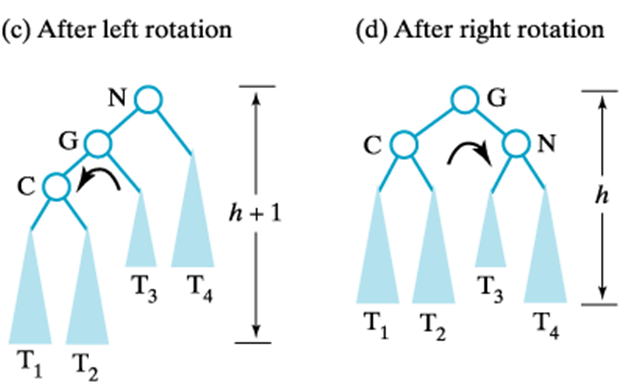 (c) After left rotation
N
G
C
h + 1
T3 T4
T1 T2
(d) After right rotation
G
C
N
h
T3
T1 T2 T4